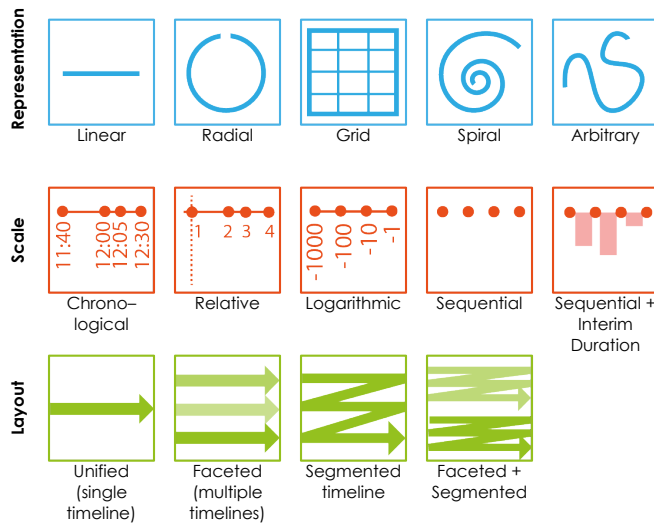 Representation
Linear
Radial
Grid
Spiral
Arbitrary
Scale
11:40
12:00
12:05
12:30
1
2
3
4
-1000
-100
-10
-1
Chrono–
logical
Relative
Logarithmic
Sequential
Sequential +
Interim
Duration
Layout
Unified
(single
timeline)
Faceted
(multiple
timelines)
Segmented
timeline
Faceted +
Segmented